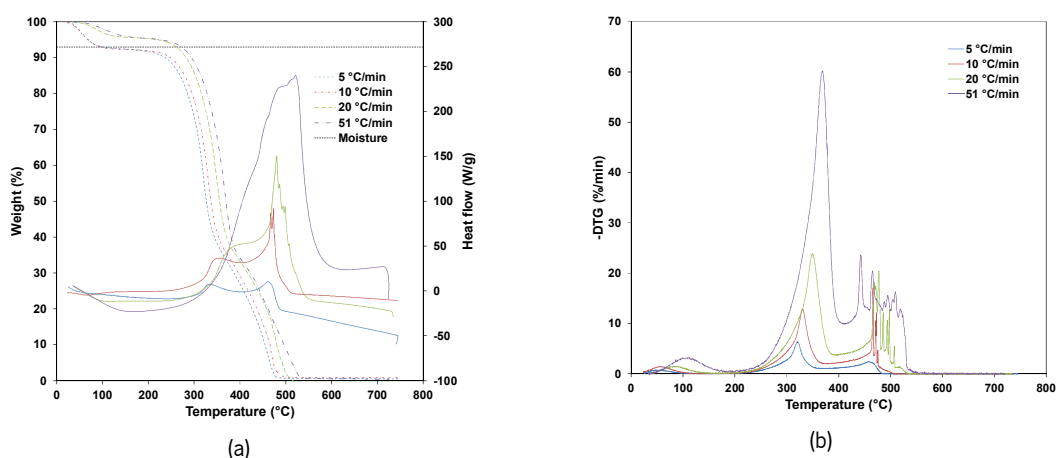 100
90
80
70
60
50
40
30
20
10
0
Weight (%)
300
250
200
150
100
50
0
-50
-100
Heat flow (W/g)
5 °C/min
10 °C/min
20 °C/min
51 °C/min
Moisture
0 100 200 300 400 500 600 700 800
Temperature (°C)
(a)
70
60
50
40
30
20
10
0
-DTG (%/min)
5 °C/min
10 °C/min
20 °C/min
51 °C/min
0 100 200 300 400 500 600 700 800
Temperature (°C)
(b)